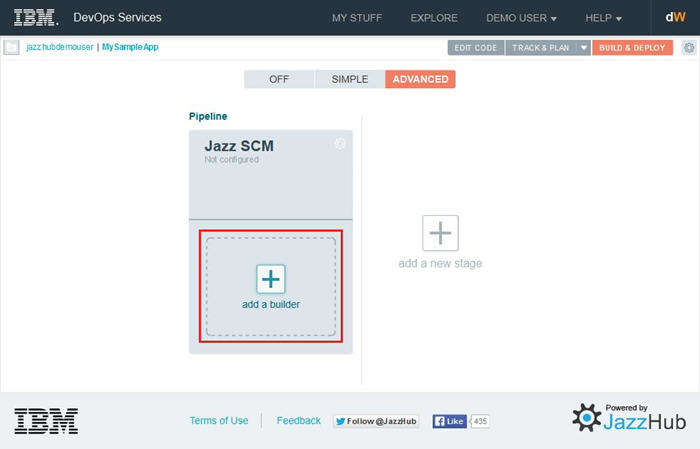 IBM. DevOps Services MY STUFF EXPLORE DEMO USER HELP dW
jazzhubdemouser | MySampleApp EDIT CODE TRACK & PLAN BUILD & DEPLOY
OFF SIMPLE ADVANCED
Pipeline
Jazz SCM
Not configured
add a builder
add a new stage
IBM Terms of Use Feedback Follow @JazzHub Like 435
Powered by
JazzHub